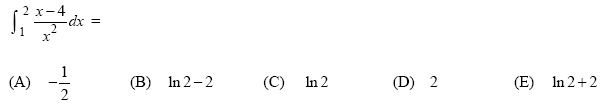 ∫₁² (x−4)/x² dx =
(A) −1/2 (B) ln 2 − 2 (C) ln 2 (D) 2 (E) ln 2 + 2